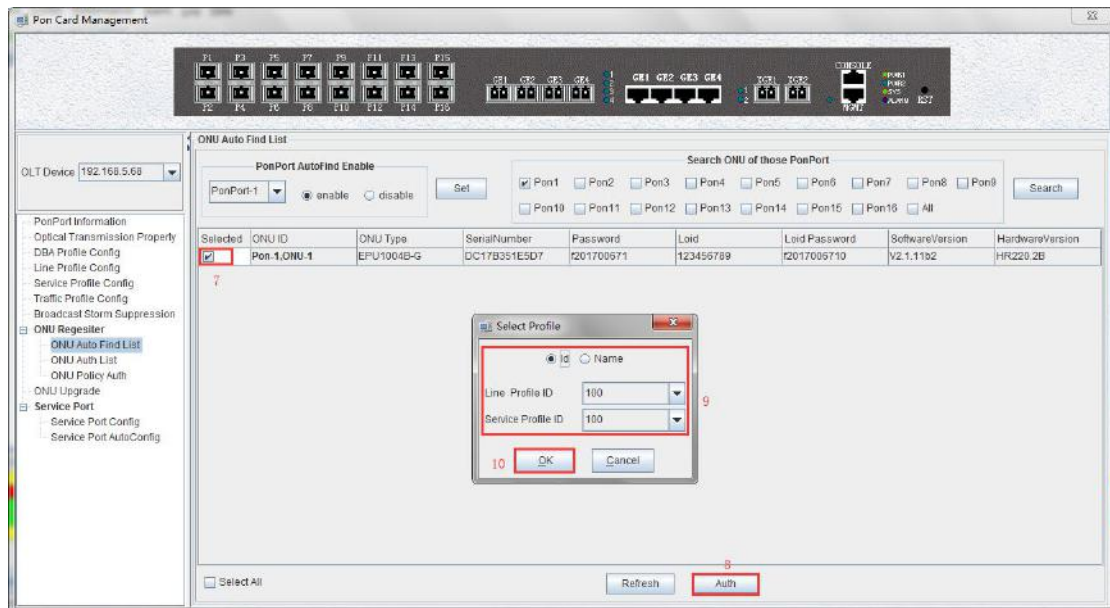 Pon Card Management
P1 P3 P5 P7 P9 P11 P13 P15
P2 P4 P6 P8 P10 P12 P14 P16
GE1 GE2 GE3 GE4
GE1 GE2 GE3 GE4
CONSOLE
MGMT
RST
OLT Device 192.168.5.68
PonPort Information
Optical Transmission Property
DBA Profile Config
Line Profile Config
Service Profile Config
Traffic Profile Config
Broadcast Storm Suppression
ONU Regesiter
ONU Auto Find List
ONU Auth List
ONU Policy Auth
ONU Upgrade
Service Port
Service Port Config
Service Port AutoConfig
ONU Auto Find List
PonPort AutoFind Enable
PonPort-1 enable disable Set
Search ONU of those PonPort
Pon1 Pon2 Pon3 Pon4 Pon5 Pon6 Pon7 Pon8 Pon9
Pon10 Pon11 Pon12 Pon13 Pon14 Pon15 Pon16 All
Search
Selected ONU ID ONU Type SerialNumber Password Loid Loid Password SoftwareVersion HardwareVersion
Pon-1,ONU-1 EPU1004B-G DC17B351E5D7 f201700671 123456789 f2017006710 V2.1.11b2 HR220.2B
7
Select Profile
Id Name
Line Profile ID 100
Service Profile ID 100
9
10 OK Cancel
8
Select All Refresh Auth